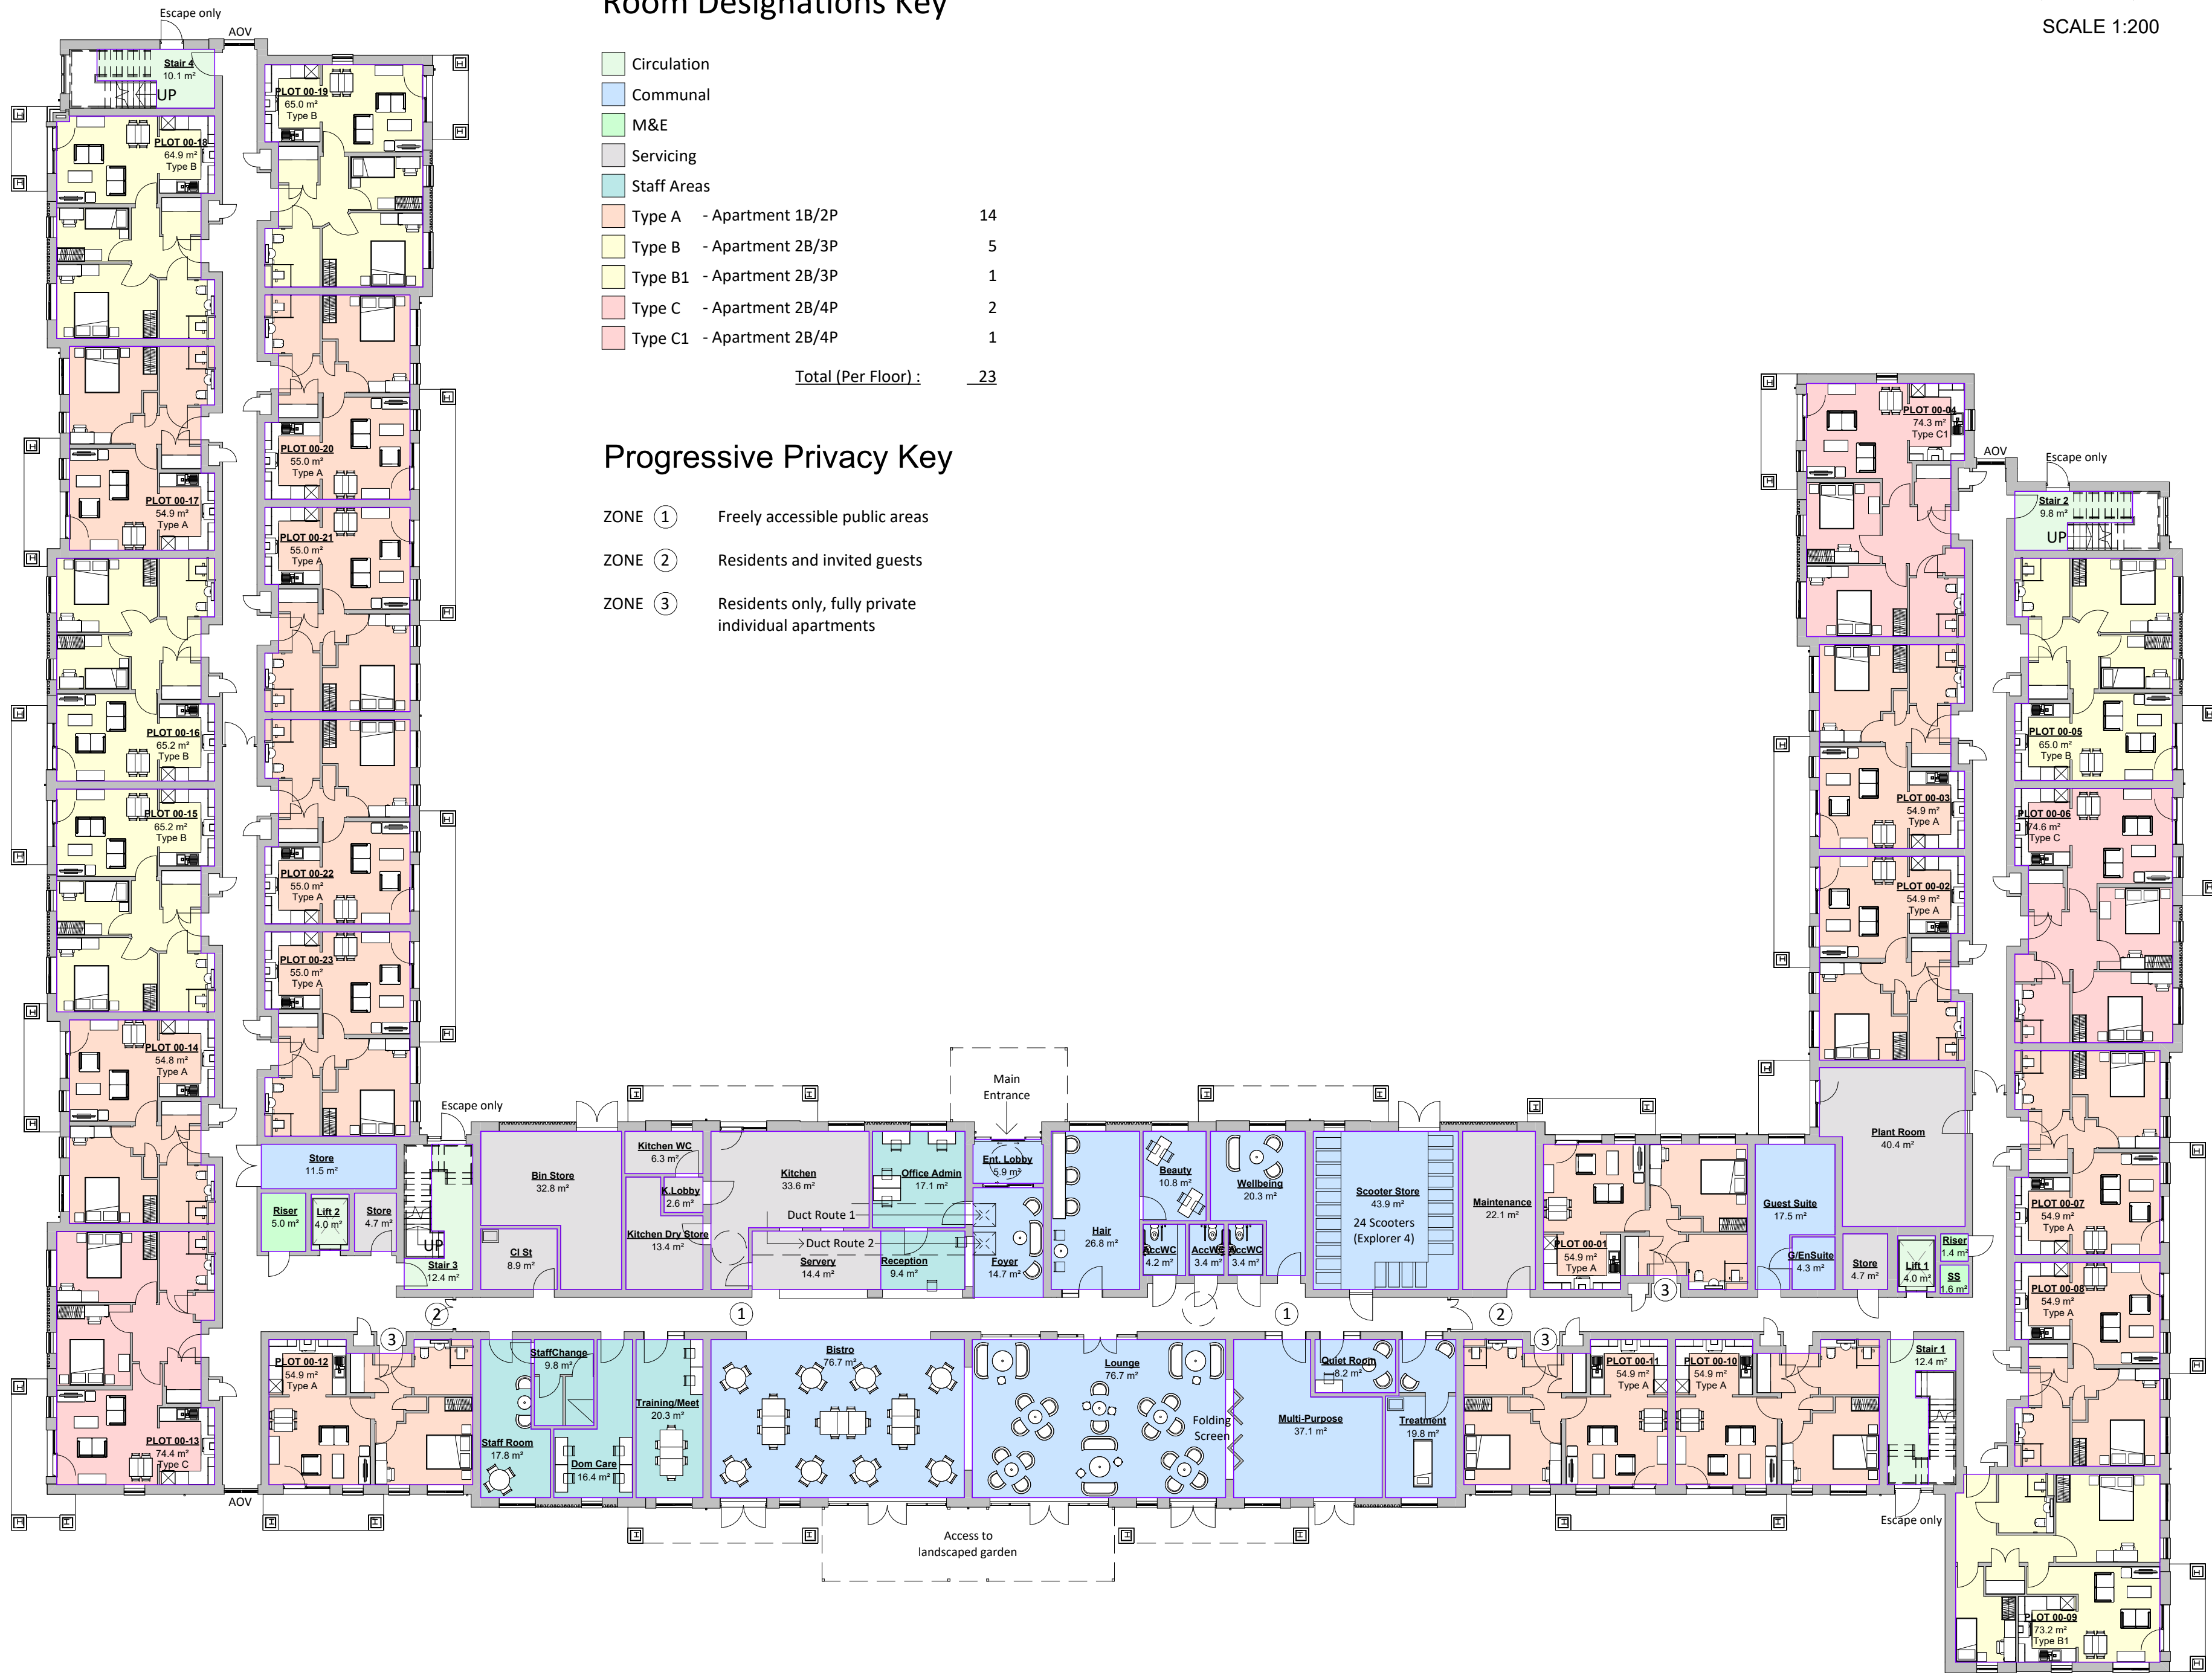 Room Designations Key
SCALE 1:200
Circulation
Communal
M&E
Servicing
Staff Areas
Type A - Apartment 1B/2P 14
Type B - Apartment 2B/3P 5
Type B1 - Apartment 2B/3P 1
Type C - Apartment 2B/4P 2
Type C1 - Apartment 2B/4P 1
Total (Per Floor) : 23
Progressive Privacy Key
ZONE 1 Freely accessible public areas
ZONE 2 Residents and invited guests
ZONE 3 Residents only, fully private
individual apartments
Escape only
AOV
Stair 4
10.1 m²
UP
PLOT 00-19
65.0 m²
Type B
PLOT 00-18
64.9 m²
Type B
PLOT 00-20
55.0 m²
Type A
PLOT 00-17
54.9 m²
Type A
PLOT 00-21
55.0 m²
Type A
PLOT 00-16
65.2 m²
Type B
PLOT 00-15
65.2 m²
Type B
PLOT 00-22
55.0 m²
Type A
PLOT 00-23
55.0 m²
Type A
PLOT 00-14
54.8 m²
Type A
PLOT 00-13
74.4 m²
Type C
AOV
PLOT 00-04
74.3 m²
Type C1
AOV
Escape only
Stair 2
9.8 m²
UP
PLOT 00-03
54.9 m²
Type A
PLOT 00-05
65.0 m²
Type B
PLOT 00-06
74.6 m²
Type C
PLOT 00-02
54.9 m²
Type A
Plant Room
40.4 m²
PLOT 00-07
54.9 m²
Type A
PLOT 00-08
54.9 m²
Type A
PLOT 00-09
73.2 m²
Type B1
Store
11.5 m²
Riser
5.0 m²
Lift 2
4.0 m²
Store
4.7 m²
Escape only
UP
Stair 3
12.4 m²
Bin Store
32.8 m²
Cl St
8.9 m²
Kitchen WC
6.3 m²
K.Lobby
2.6 m²
Kitchen Dry Store
13.4 m²
Kitchen
33.6 m²
Duct Route 1
Duct Route 2
Servery
14.4 m²
Office Admin
17.1 m²
Reception
9.4 m²
Main
Entrance
Ent. Lobby
5.9 m²
Foyer
14.7 m²
Hair
26.8 m²
Beauty
10.8 m²
AccWC
4.2 m²
AccWC
3.4 m²
AccWC
3.4 m²
Wellbeing
20.3 m²
Scooter Store
43.9 m²
24 Scooters
(Explorer 4)
Maintenance
22.1 m²
PLOT 00-01
54.9 m²
Type A
Guest Suite
17.5 m²
G/EnSuite
4.3 m²
Store
4.7 m²
Lift 1
4.0 m²
Riser
1.4 m²
SS
1.6 m²
2
1
1
2
3
3
3
PLOT 00-12
54.9 m²
Type A
Staff Room
17.8 m²
StaffChange
9.8 m²
Dom Care
16.4 m²
Training/Meet
20.3 m²
Bistro
76.7 m²
Lounge
76.7 m²
Folding
Screen
Multi-Purpose
37.1 m²
Quiet Room
8.2 m²
Treatment
19.8 m²
PLOT 00-11
54.9 m²
Type A
PLOT 00-10
54.9 m²
Type A
Stair 1
12.4 m²
Escape only
Access to
landscaped garden